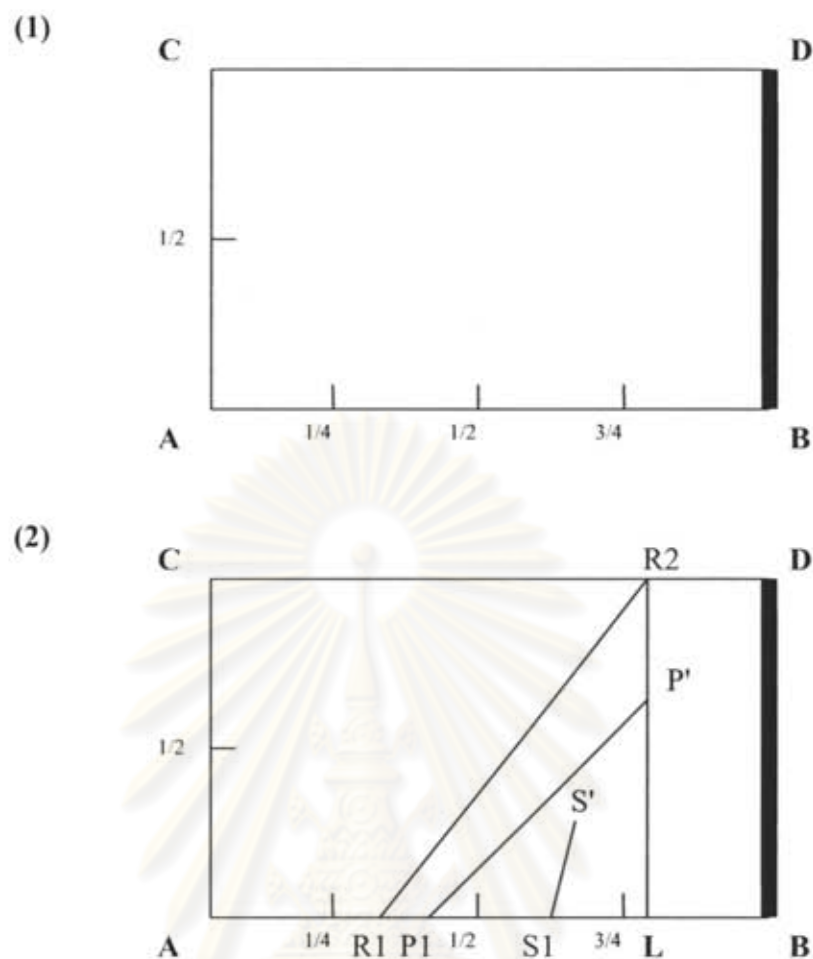 (1)
C D
1/2
1/4 1/2 3/4
A B
(2)
C R2 D
P'
1/2
S'
1/4 1/2 3/4
A R1 P1 S1 L B